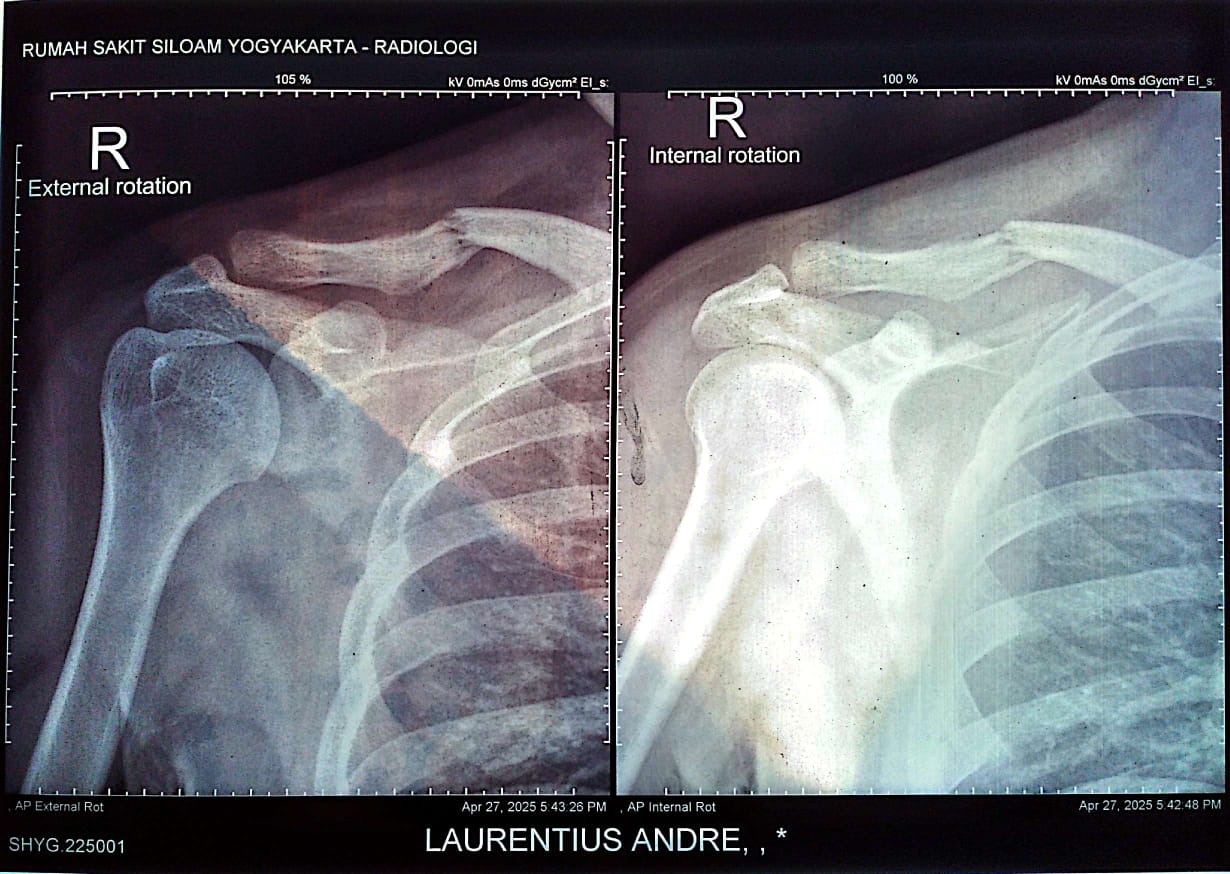 RUMAH SAKIT SILOAM YOGYAKARTA - RADIOLOGI
105 %
kV 0mAs 0ms dGycm² EI_s:
R
External rotation
100 %
kV 0mAs 0ms dGycm² EI_s:
R
Internal rotation
, AP External Rot
Apr 27, 2025 5:43:26 PM
, AP Internal Rot
Apr 27, 2025 5:42:48 PM
SHYG.225001
LAURENTIUS ANDRE, , *